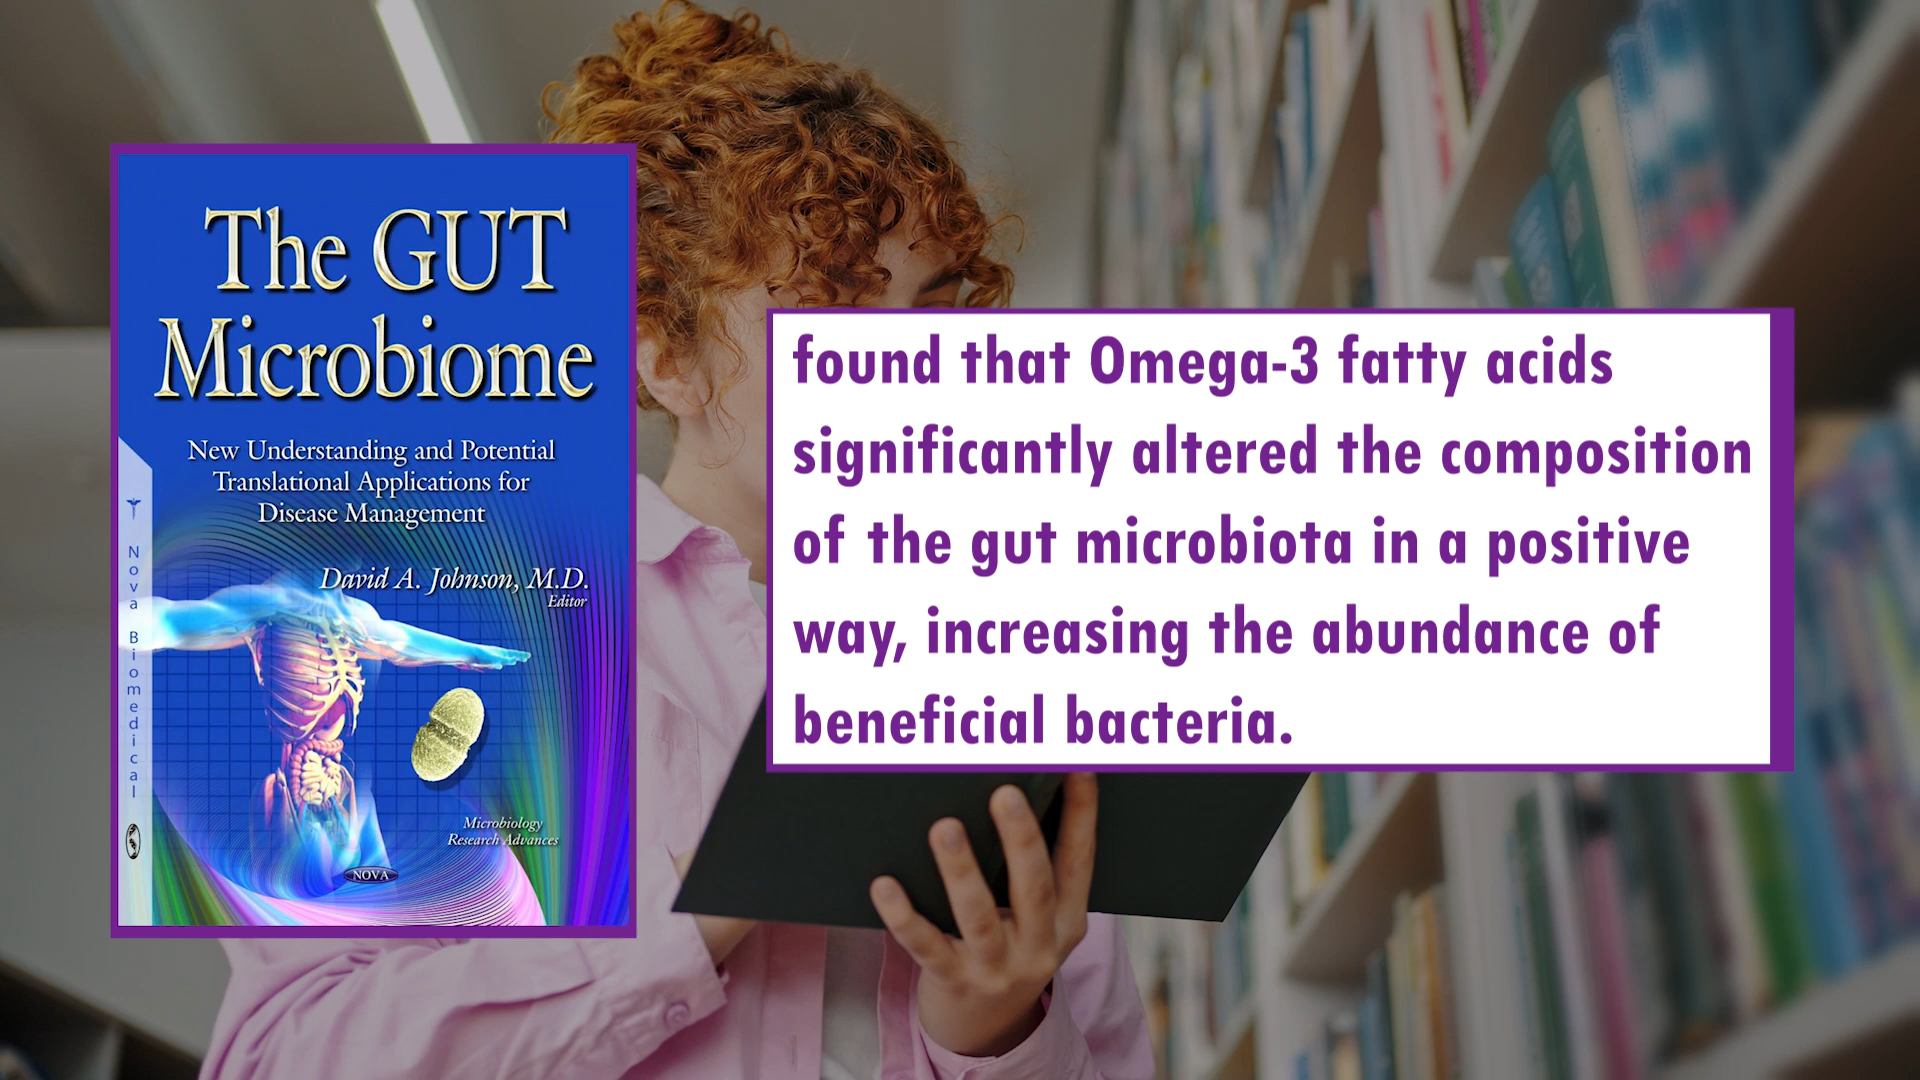 The GUT
Microbiome
New Understanding and Potential
Translational Applications for
Disease Management
David A. Johnson, M.D.
Editor
Nova Biomedical
Microbiology
Research Advances
NOVA
found that Omega-3 fatty acids
significantly altered the composition
of the gut microbiota in a positive
way, increasing the abundance of
beneficial bacteria.